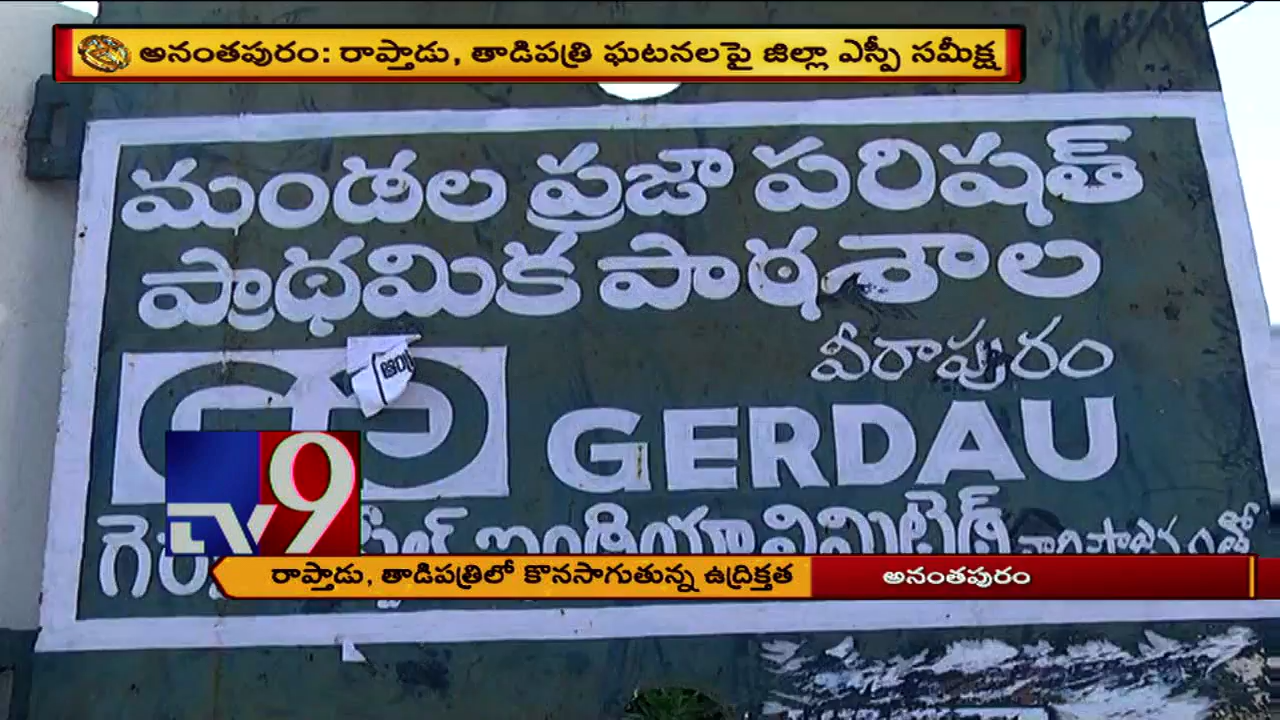 అనంతపురం: రాప్తాడు, తాడిపత్రి ఘటనలపై జిల్లా ఎస్పీ సమీక్ష
మండల ప్రజా పరిషత్
ప్రాథమిక పాఠశాల
వీరాపురం
GERDAU
స్టీల్ ఇండియా లిమిటెడ్
TV9
రాప్తాడు, తాడిపత్రిలో కొనసాగుతున్న ఉద్రిక్తత
అనంతపురం